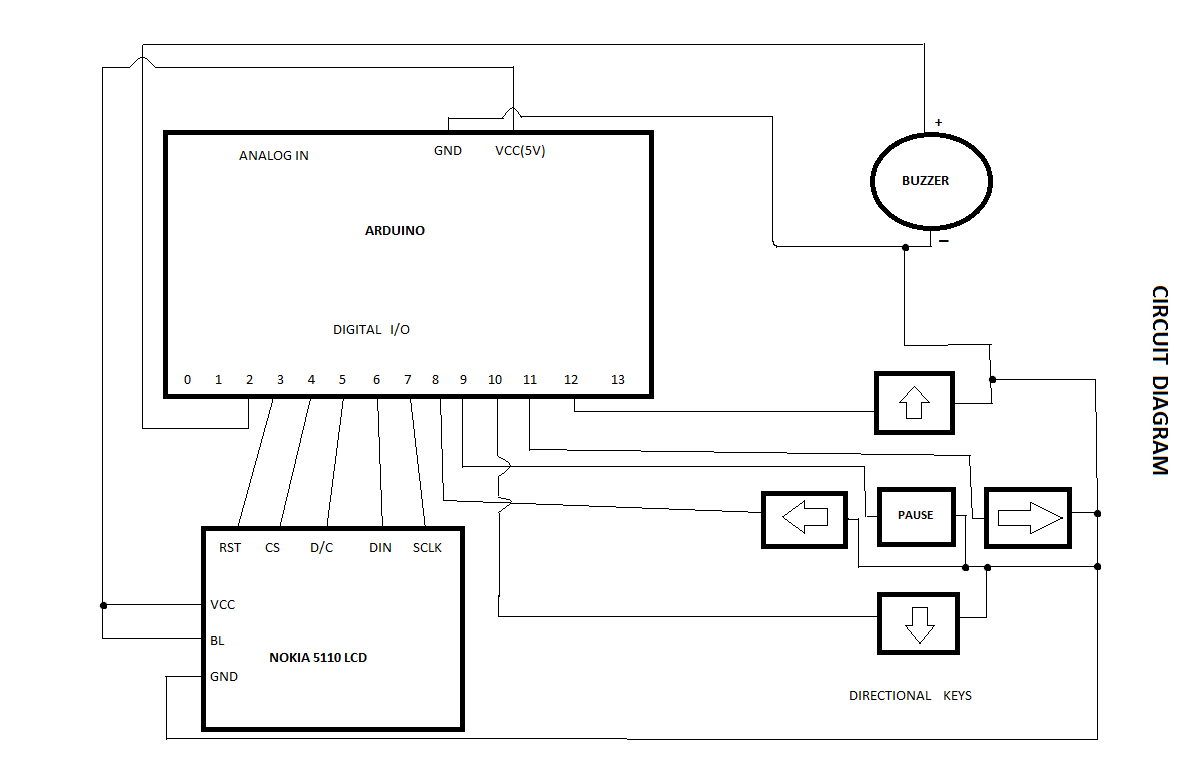 +
GND VCC(5V)
ANALOG IN
BUZZER
ARDUINO
−
DIGITAL I/O
0 1 2 3 4 5 6 7 8 9 10 11 12 13
CIRCUIT DIAGRAM
PAUSE
RST CS D/C DIN SCLK
VCC
BL
NOKIA 5110 LCD
GND
DIRECTIONAL KEYS